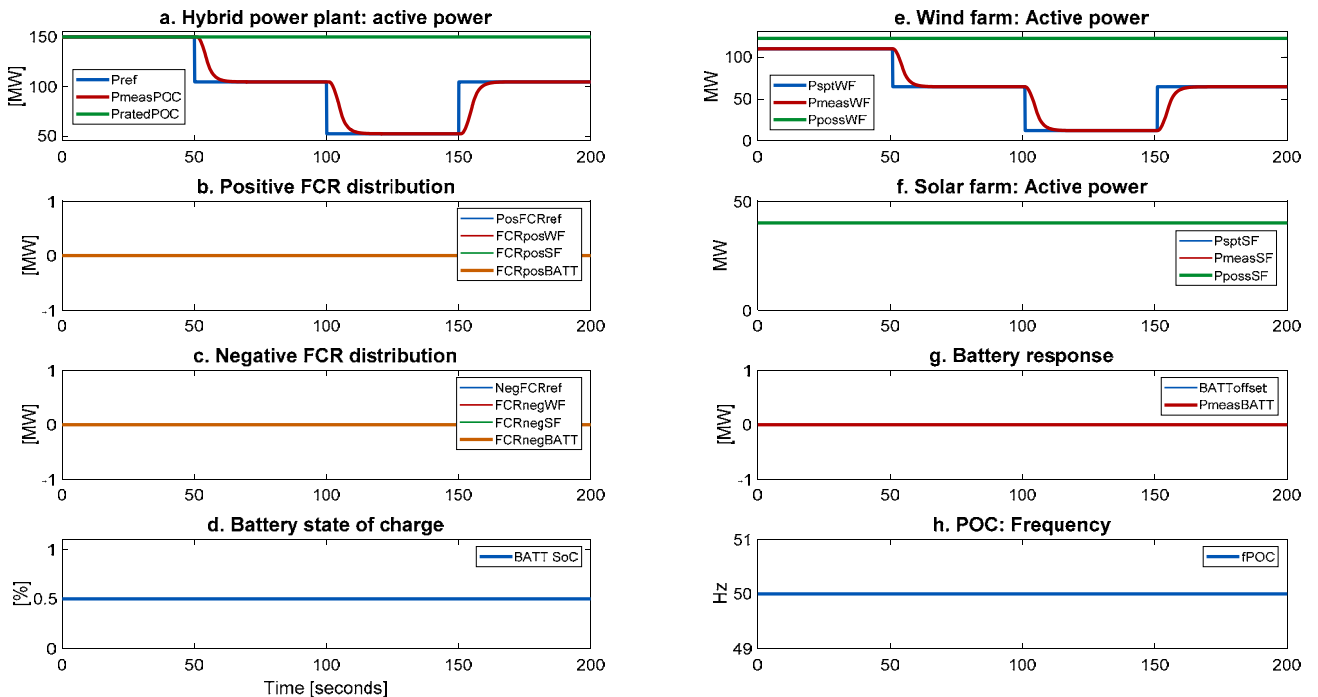 a. Hybrid power plant: active power
[MW]
150
100
50
Pref
PmeasPOC
PratedPOC
0
50
100
150
200
b. Positive FCR distribution
[MW]
1
0
-1
PosFCRref
FCRposWF
FCRposSF
FCRposBATT
0
50
100
150
200
c. Negative FCR distribution
[MW]
1
0
-1
NegFCRref
FCRnegWF
FCRnegSF
FCRnegBATT
0
50
100
150
200
d. Battery state of charge
[%]
1
0.5
0
BATT SoC
0
50
100
150
200
Time [seconds]
e. Wind farm: Active power
MW
100
50
0
PsptWF
PmeasWF
PpossWF
0
50
100
150
200
f. Solar farm: Active power
MW
50
0
PsptSF
PmeasSF
PpossSF
0
50
100
150
200
g. Battery response
[MW]
1
0
-1
BATToffset
PmeasBATT
0
50
100
150
200
h. POC: Frequency
Hz
51
50
49
fPOC
0
50
100
150
200